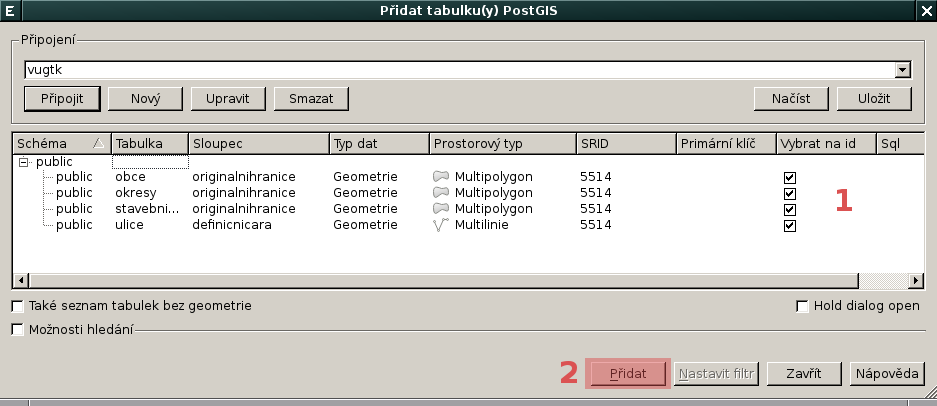 E Přidat tabulku(y) PostGIS
Připojení
vugtk
Připojit Nový Upravit Smazat Načíst Uložit
Schéma Tabulka Sloupec Typ dat Prostorový typ SRID Primární klíč Vybrat na id Sql
public
public obce originalnihranice Geometrie Multipolygon 5514
public okresy originalnihranice Geometrie Multipolygon 5514
public stavebni... originalnihranice Geometrie Multipolygon 5514
public ulice definicnicara Geometrie Multilinie 5514
1
Také seznam tabulek bez geometrie Hold dialog open
Možnosti hledání
2 Přidat Nastavit filtr Zavřít Nápověda